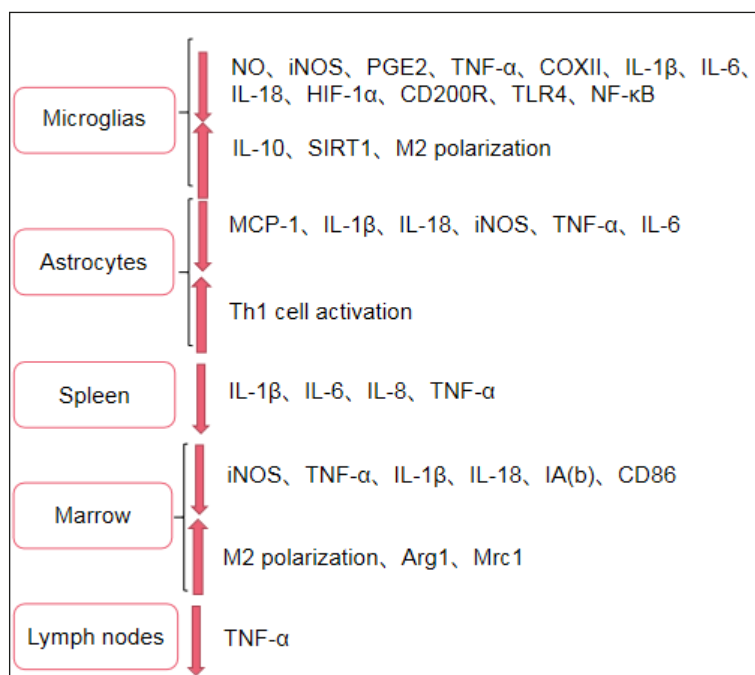 Microglias
NO、iNOS、PGE2、TNF-α、COXII、IL-1β、IL-6、
IL-18、HIF-1α、CD200R、TLR4、NF-κB
IL-10、SIRT1、M2 polarization
Astrocytes
MCP-1、IL-1β、IL-18、iNOS、TNF-α、IL-6
Th1 cell activation
Spleen
IL-1β、IL-6、IL-8、TNF-α
Marrow
iNOS、TNF-α、IL-1β、IL-18、IA(b)、CD86
M2 polarization、Arg1、Mrc1
Lymph nodes
TNF-α